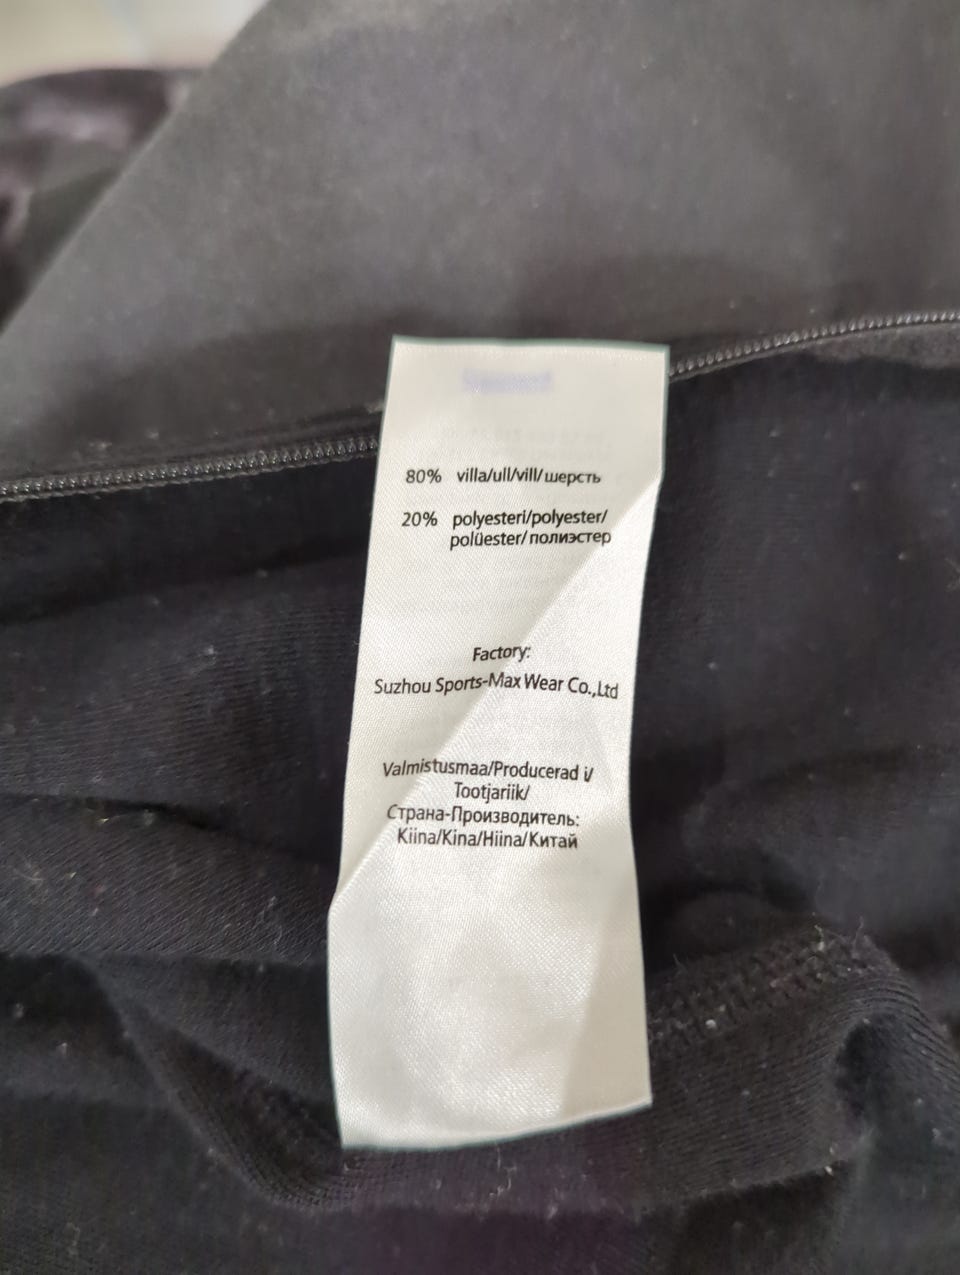 80% villa/ull/vill/шерсть
20% polyesteri/polyester/
polüester/полиэстер
Factory:
Suzhou Sports-Max Wear Co.,Ltd
Valmistusmaa/Producerad i/
Tootjariik/
Страна-Производитель:
Kiina/Kina/Hiina/Китай